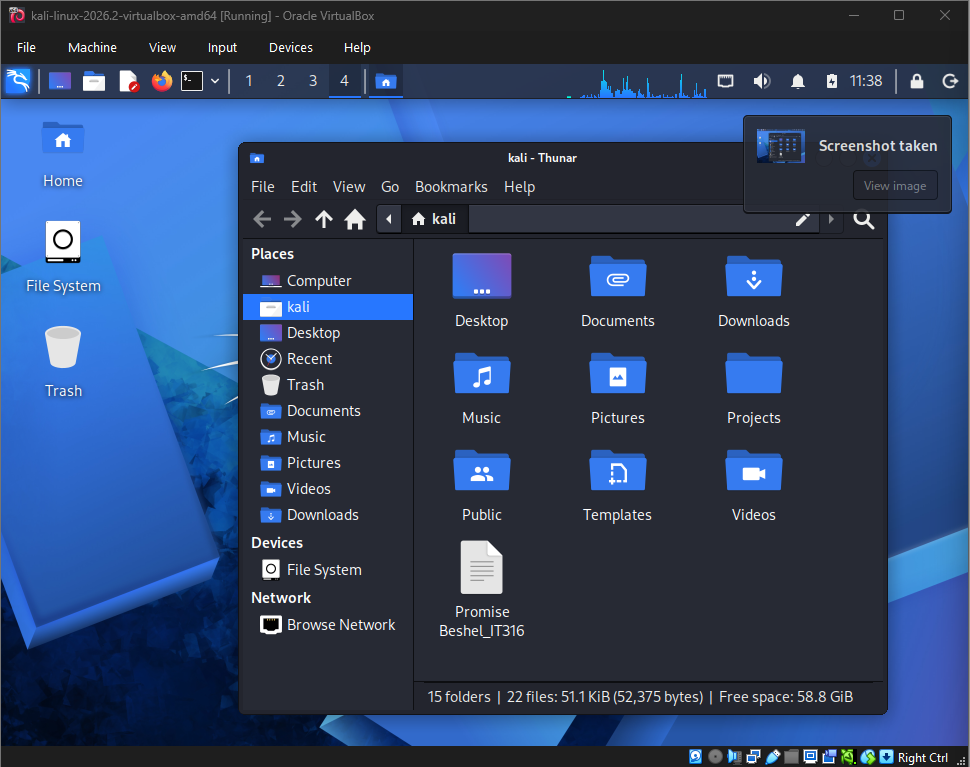 kali-linux-2026.2-virtualbox-amd64 [Running] - Oracle VirtualBox
File Machine View Input Devices Help
1 2 3 4 11:38
Home
File System
Trash
Screenshot taken
View image
kali - Thunar
File Edit View Go Bookmarks Help
kali
Places
Computer
kali
Desktop
Recent
Trash
Documents
Music
Pictures
Videos
Downloads
Devices
File System
Network
Browse Network
Desktop Documents Downloads
Music Pictures Projects
Public Templates Videos
Promise
Beshel_IT316
15 folders | 22 files: 51.1 KiB (52,375 bytes) | Free space: 58.8 GiB
Right Ctrl